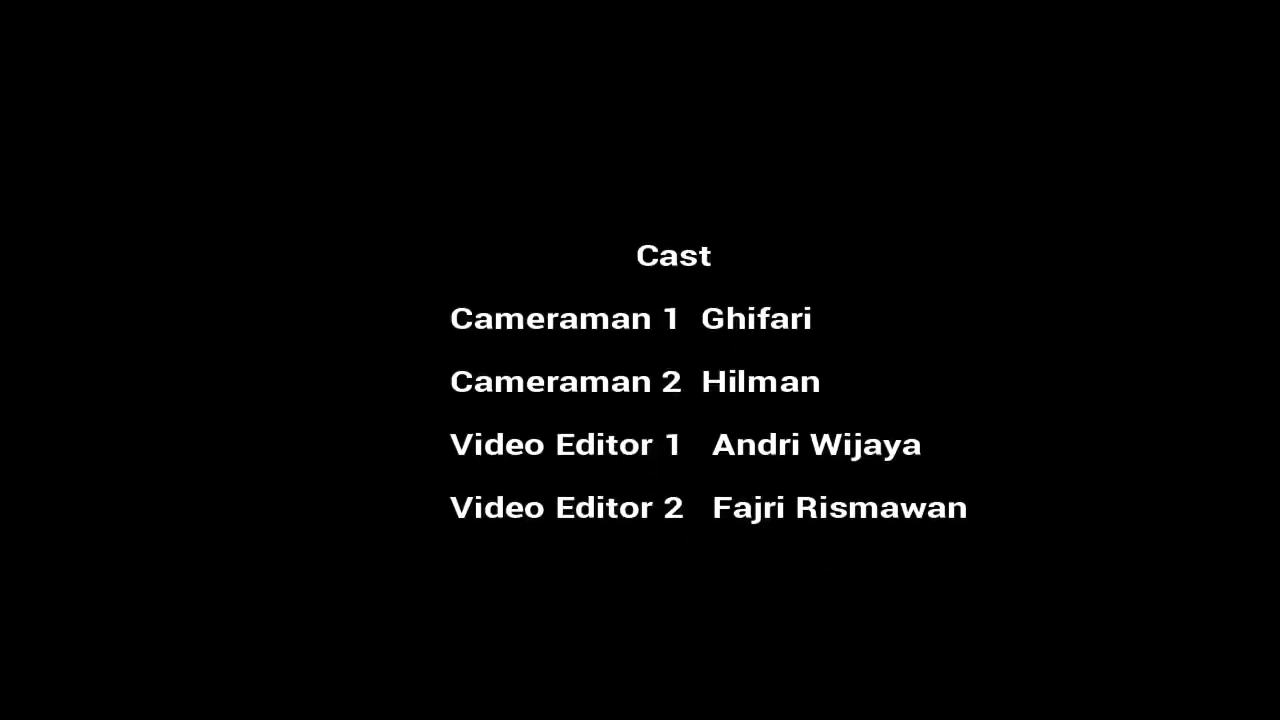 Cast
Cameraman 1 Ghifari
Cameraman 2 Hilman
Video Editor 1 Andri Wijaya
Video Editor 2 Fajri Rismawan